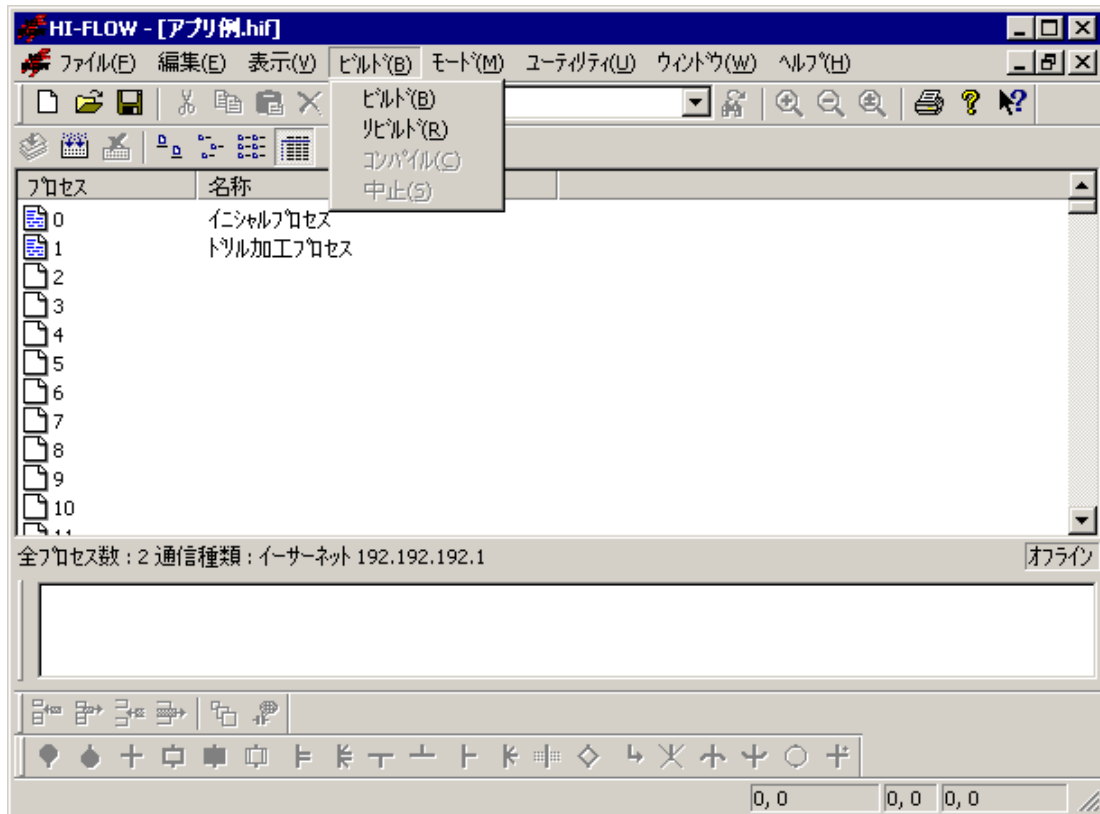 HI-FLOW - [アプリ例.hif]
ファイル(F) 編集(E) 表示(V) ビルド(B) モード(M) ユーティリティ(U) ウィンドウ(W) ヘルプ(H)
ビルド(B)
リビルド(R)
コンパイル(C)
中止(S)
プロセス 名称
0 イニシャルプロセス
1 ドリル加工プロセス
2
3
4
5
6
7
8
9
10
全プロセス数 : 2 通信種類 : イーサーネット 192.192.192.1 オフライン
0, 0 0, 0 0, 0